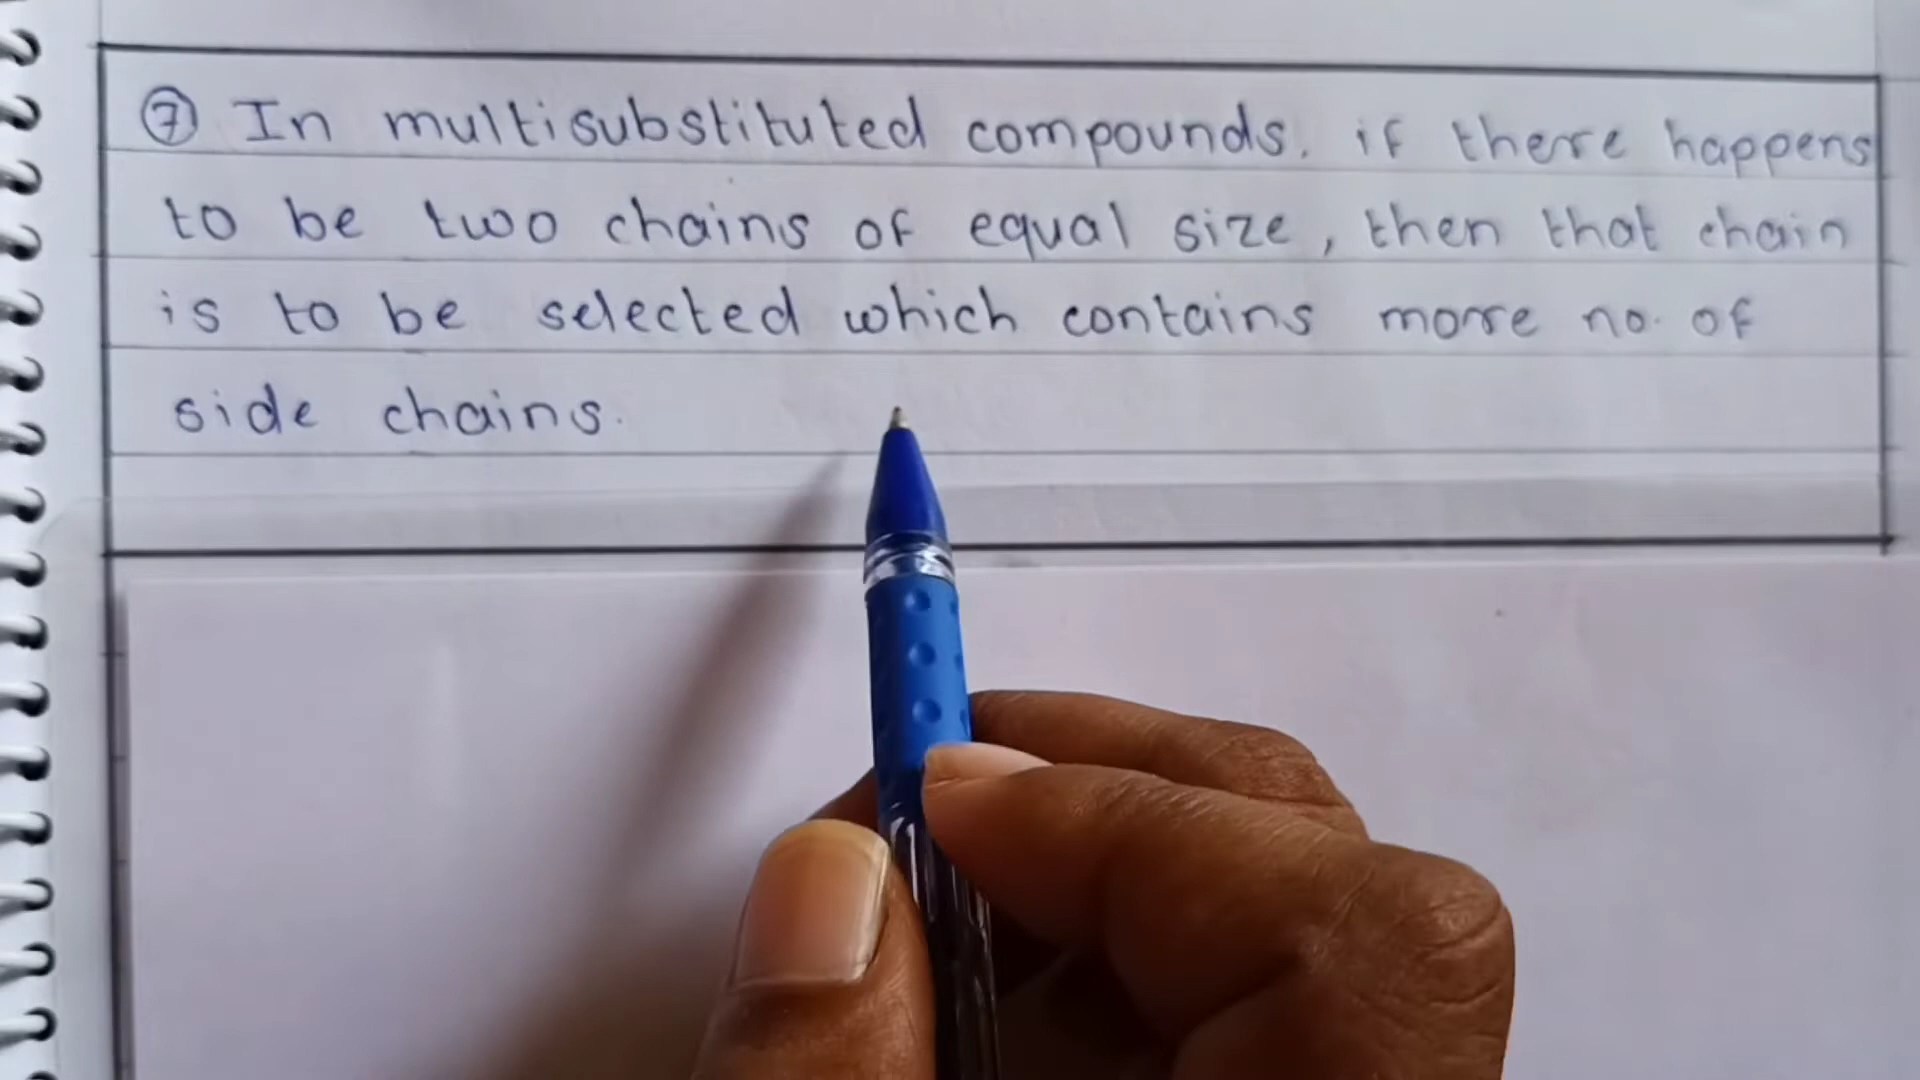 ⑦ In multisubstituted compounds. if there happens
to be two chains of equal size, then that chain
is to be selected which contains more no. of
side chains.